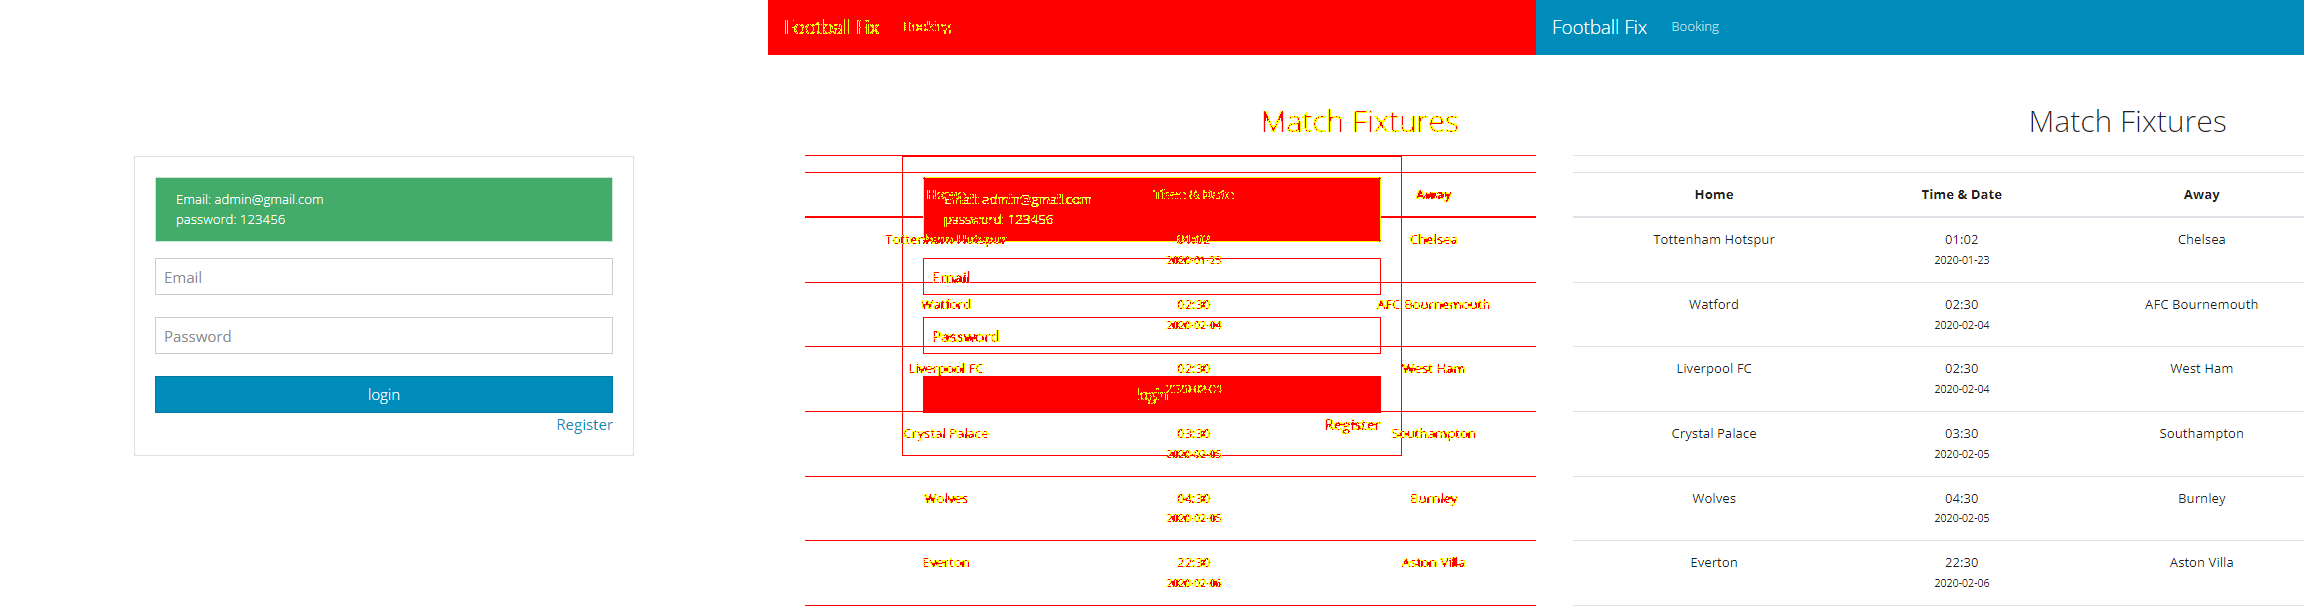 Email: admin@gmail.com
password: 123456
Email
Password
login
Register
Football Fix Booking
Match Fixtures
Time & Date Away
Email: admin@gmail.com
password: 123456
Tottenham Hotspur 01:02 Chelsea
2020-01-23
Email
Watford 02:30 AFC Bournemouth
2020-02-04
Password
Liverpool FC 02:30 West Ham
login 2020-02-04
Register
Crystal Palace 03:30 Southampton
2020-02-05
Wolves 04:30 Burnley
2020-02-05
Everton 22:30 Aston Villa
2020-02-06
Football Fix Booking
Match Fixtures
Home Time & Date Away
Tottenham Hotspur 01:02 Chelsea
2020-01-23
Watford 02:30 AFC Bournemouth
2020-02-04
Liverpool FC 02:30 West Ham
2020-02-04
Crystal Palace 03:30 Southampton
2020-02-05
Wolves 04:30 Burnley
2020-02-05
Everton 22:30 Aston Villa
2020-02-06